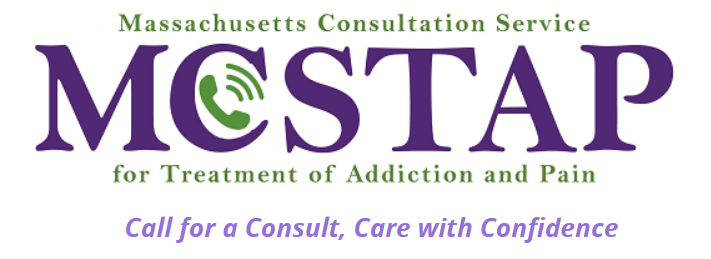 Massachusetts Consultation Service
MCSTAP
for Treatment of Addiction and Pain
Call for a Consult, Care with Confidence